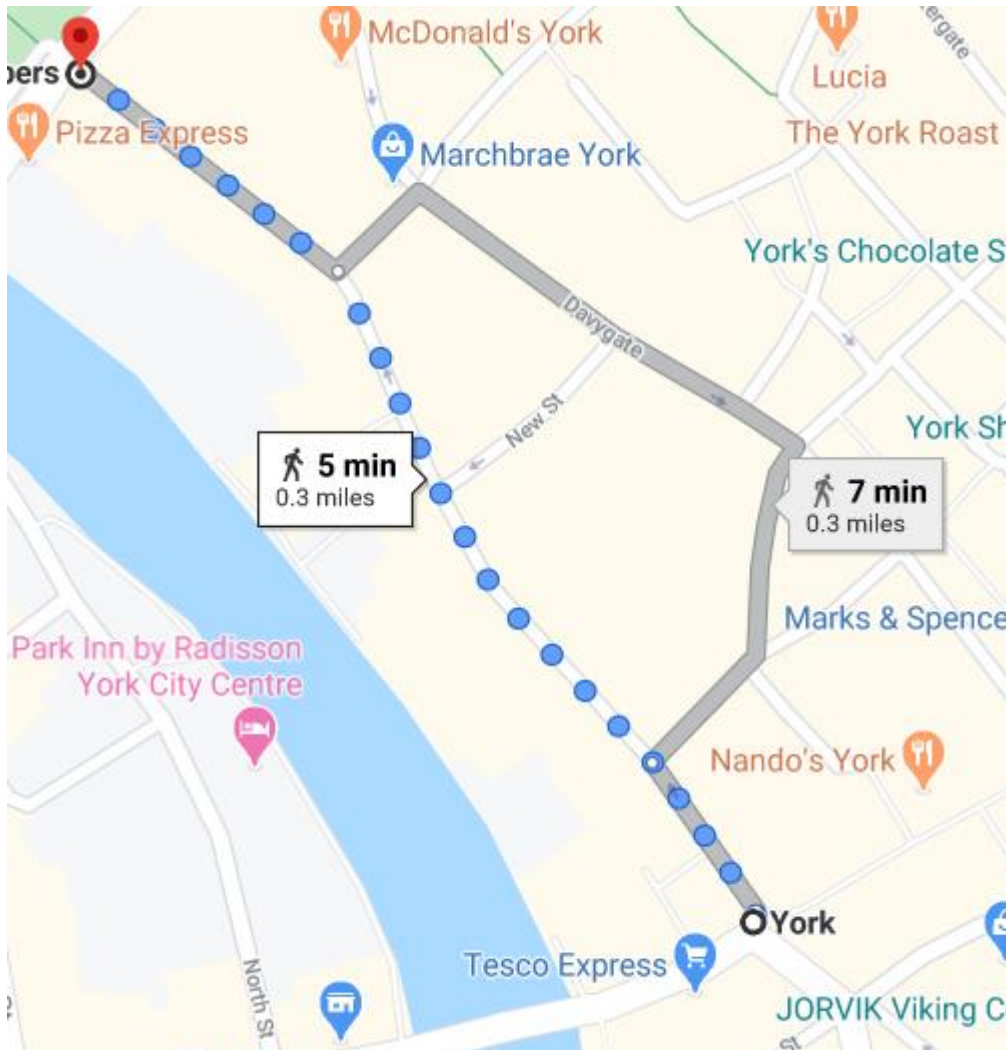 McDonald's York
ergate
Lucia
pers
Pizza Express
The York Roast
Marchbrae York
York's Chocolate S
Davygate
New St
York Sh
5 min
0.3 miles
7 min
0.3 miles
Marks & Spence
Park Inn by Radisson
York City Centre
Nando's York
York
Tesco Express
North St
JORVIK Viking C
St